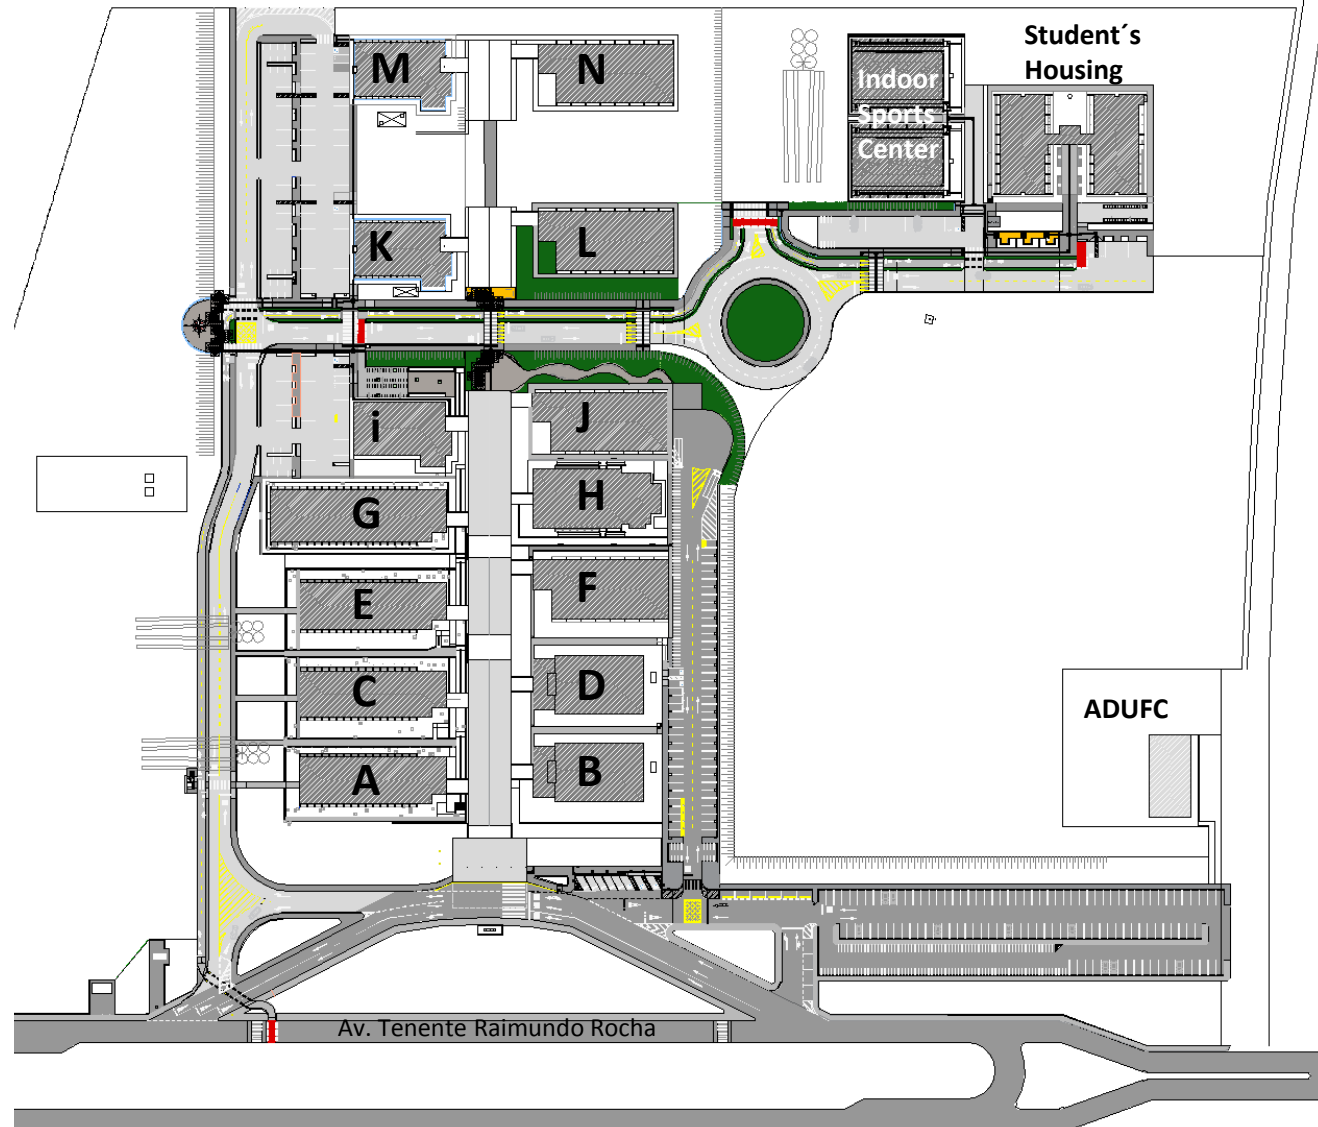 Student´s
Housing
M
N
Indoor
Sports
Center
K
L
i
J
G
H
E
F
C
D
ADUFC
A
B
Av. Tenente Raimundo Rocha